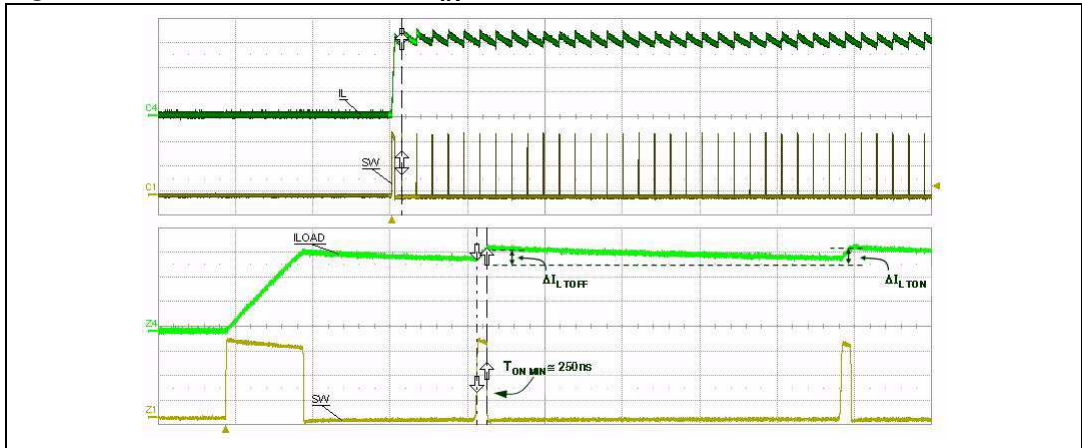 C4
IL
SW
C1
ILOAD
ΔIL TOFF
ΔIL TON
Z4
TON MIN ≅ 250ns
SW
Z1